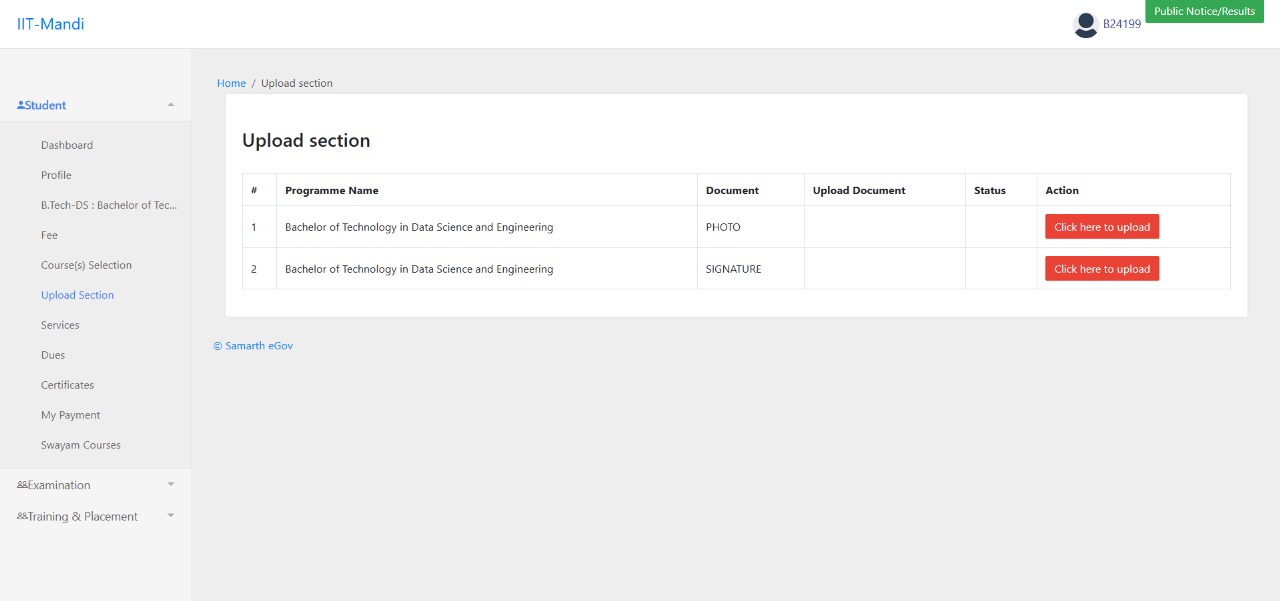 IIT-Mandi
B24199
Public Notice/Results
Student
Dashboard
Profile
B.Tech-DS : Bachelor of Tec...
Fee
Course(s) Selection
Upload Section
Services
Dues
Certificates
My Payment
Swayam Courses
Examination
Training & Placement
Home / Upload section
Upload section
# Programme Name Document Upload Document Status Action
1 Bachelor of Technology in Data Science and Engineering PHOTO Click here to upload
2 Bachelor of Technology in Data Science and Engineering SIGNATURE Click here to upload
© Samarth eGov